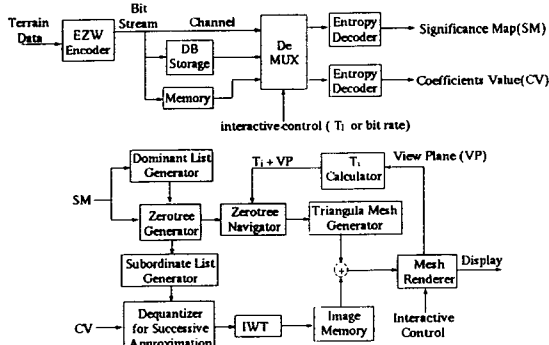 Terrain
Data
EZW
Encoder
Bit
Stream
Channel
DB
Storage
Memory
De
MUX
Entropy
Decoder
Significance Map(SM)
Entropy
Decoder
Coefficients Value(CV)
interactive control ( Ti or bit rate)
Dominant List
Generator
SM
Zerotree
Generator
Ti + VP
Zerotree
Navigator
Ti
Calculator
View Plane (VP)
Triangula Mesh
Generator
+
Mesh
Renderer
Display
Interactive
Control
Subordinate List
Generator
CV
Dequantizer
for Successive
Approximation
IWT
Image
Memory